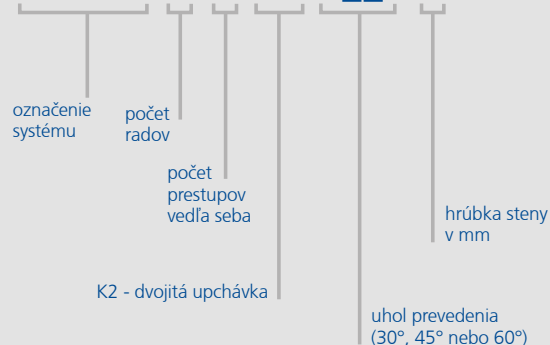 označenie
systému
počet
radov
počet
prestupov
vedľa seba
hrúbka steny
v mm
K2 - dvojitá upchávka
uhol prevedenia
(30°, 45° nebo 60°)